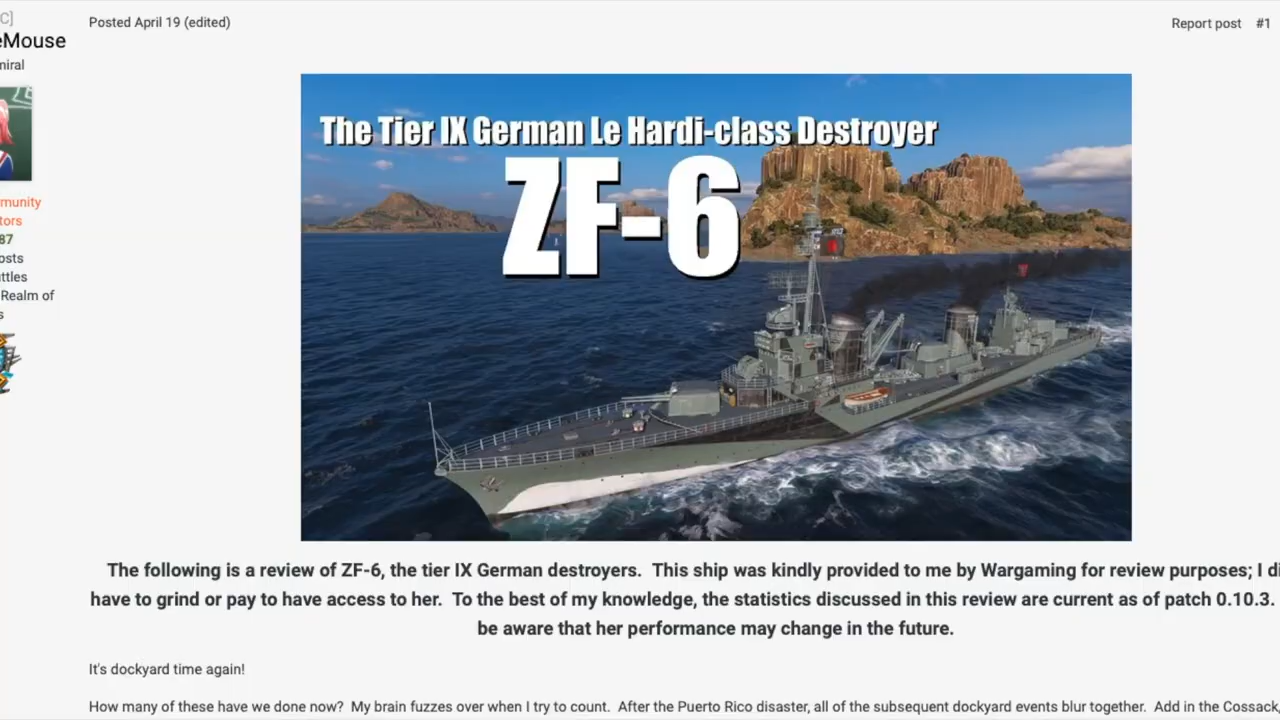 C]
Posted April 19 (edited)
Report post #1
eMouse
miral
The Tier IX German Le Hardi-class Destroyer
ZF-6
munity
tors
87
osts
ttles
Realm of
s
The following is a review of ZF-6, the tier IX German destroyers. This ship was kindly provided to me by Wargaming for review purposes; I di
have to grind or pay to have access to her. To the best of my knowledge, the statistics discussed in this review are current as of patch 0.10.3.
be aware that her performance may change in the future.
It's dockyard time again!
How many of these have we done now? My brain fuzzes over when I try to count. After the Puerto Rico disaster, all of the subsequent dockyard events blur together. Add in the Cossack,